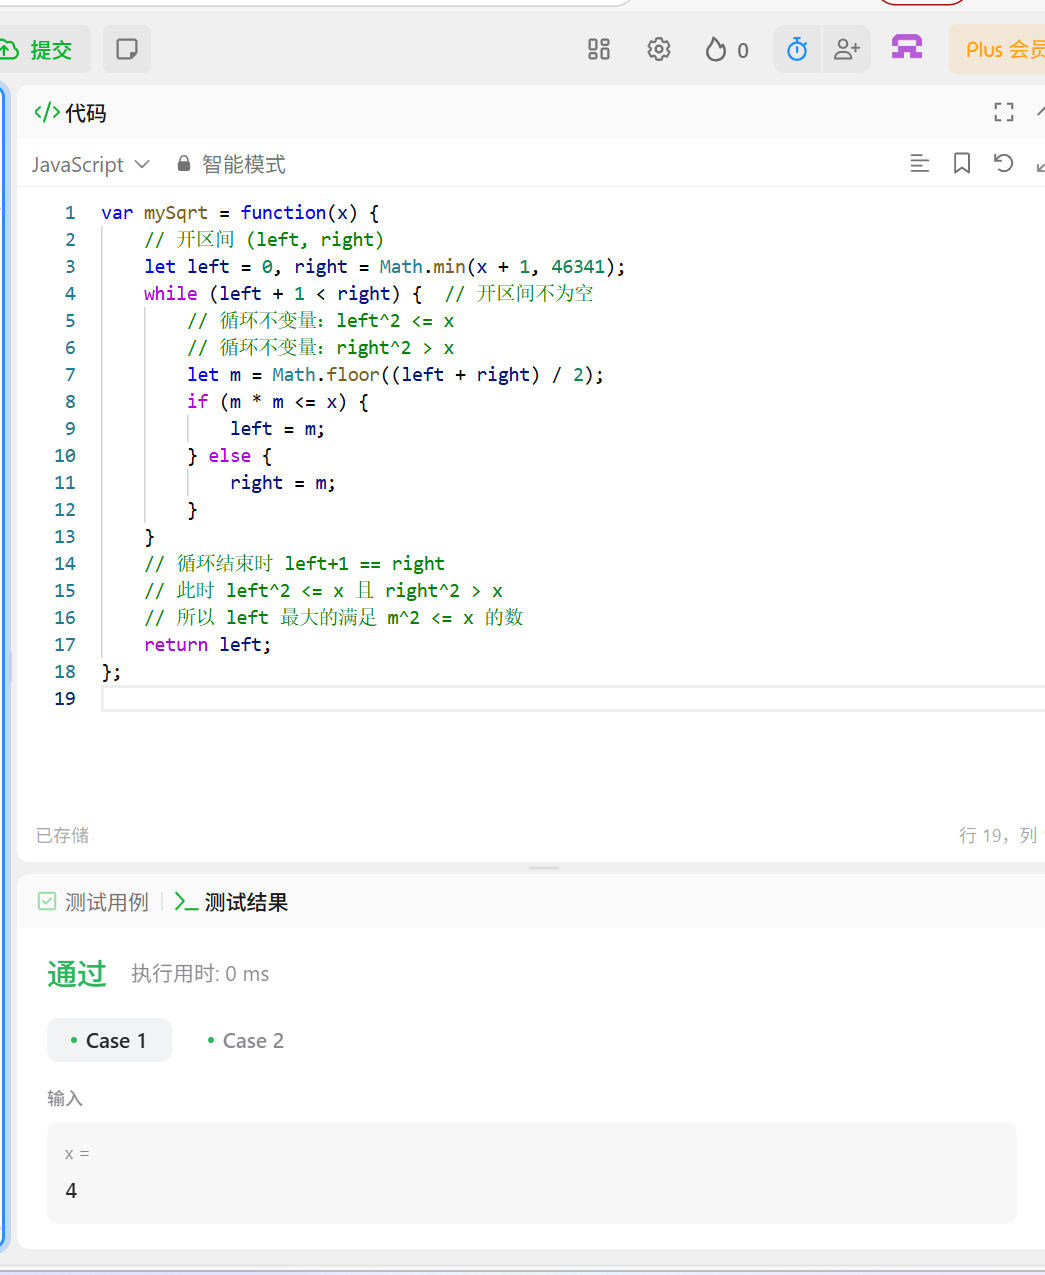 提交
0
Plus 会员
代码
JavaScript 智能模式
1 var mySqrt = function(x) {
2 // 开区间 (left, right)
3 let left = 0, right = Math.min(x + 1, 46341);
4 while (left + 1 < right) { // 开区间不为空
5 // 循环不变量：left^2 <= x
6 // 循环不变量：right^2 > x
7 let m = Math.floor((left + right) / 2);
8 if (m * m <= x) {
9 left = m;
10 } else {
11 right = m;
12 }
13 }
14 // 循环结束时 left+1 == right
15 // 此时 left^2 <= x 且 right^2 > x
16 // 所以 left 最大的满足 m^2 <= x 的数
17 return left;
18 };
19
已存储
行 19，列
测试用例
测试结果
通过 执行用时: 0 ms
Case 1 Case 2
输入
x =
4